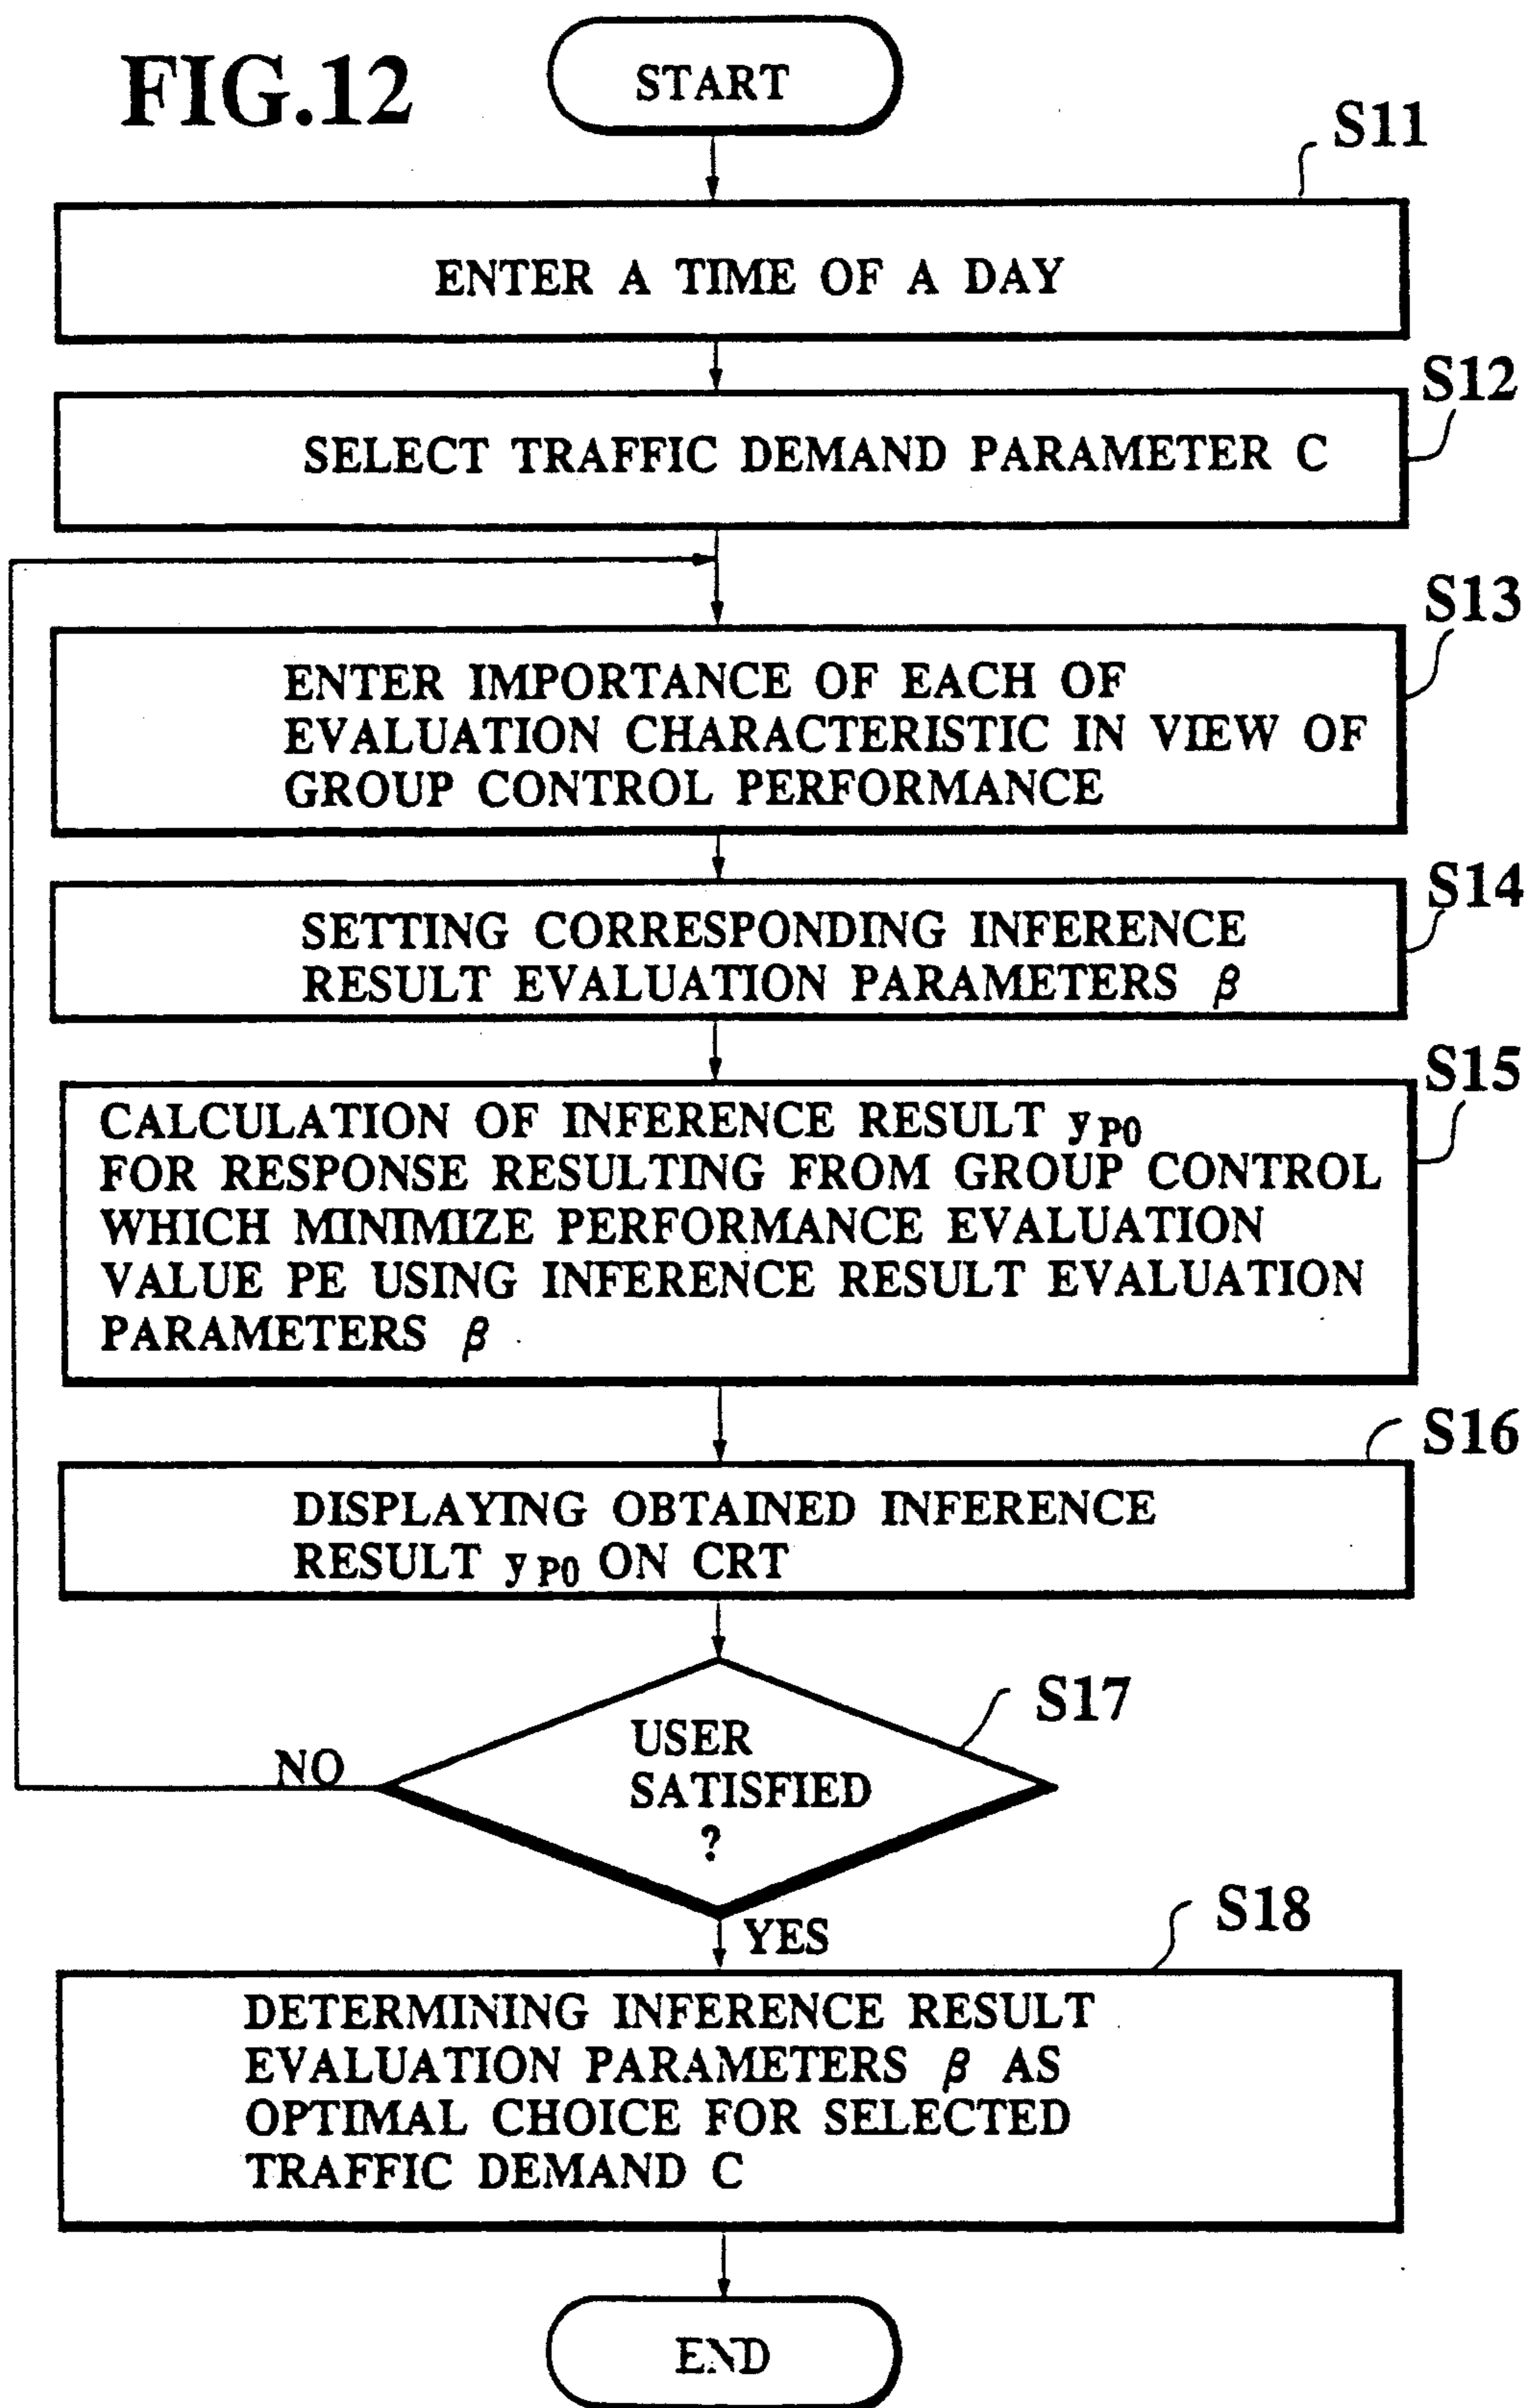 FIG.12
START
S11
ENTER A TIME OF A DAY
S12
SELECT TRAFFIC DEMAND PARAMETER C
S13
ENTER IMPORTANCE OF EACH OF
EVALUATION CHARACTERISTIC IN VIEW OF
GROUP CONTROL PERFORMANCE
S14
SETTING CORRESPONDING INFERENCE
RESULT EVALUATION PARAMETERS β
S15
CALCULATION OF INFERENCE RESULT yP0
FOR RESPONSE RESULTING FROM GROUP CONTROL
WHICH MINIMIZE PERFORMANCE EVALUATION
VALUE PE USING INFERENCE RESULT EVALUATION
PARAMETERS β
S16
DISPLAYING OBTAINED INFERENCE
RESULT yP0 ON CRT
S17
USER
SATISFIED
?
NO
YES
S18
DETERMINING INFERENCE RESULT
EVALUATION PARAMETERS β AS
OPTIMAL CHOICE FOR SELECTED
TRAFFIC DEMAND C
END